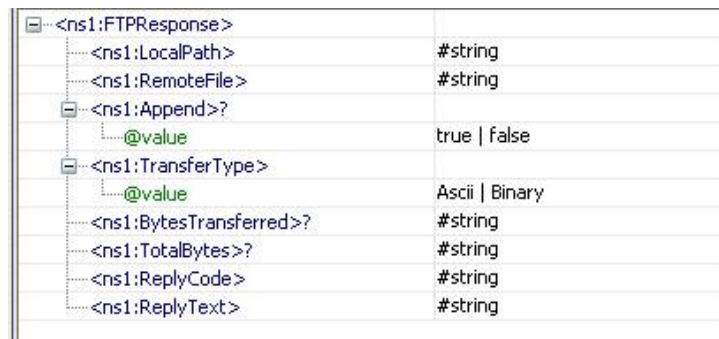 <ns1:FTPResponse>
<ns1:LocalPath> #string
<ns1:RemoteFile> #string
<ns1:Append>?
@value true | false
<ns1:TransferType>
@value Ascii | Binary
<ns1:BytesTransferred>? #string
<ns1:TotalBytes>? #string
<ns1:ReplyCode> #string
<ns1:ReplyText> #string